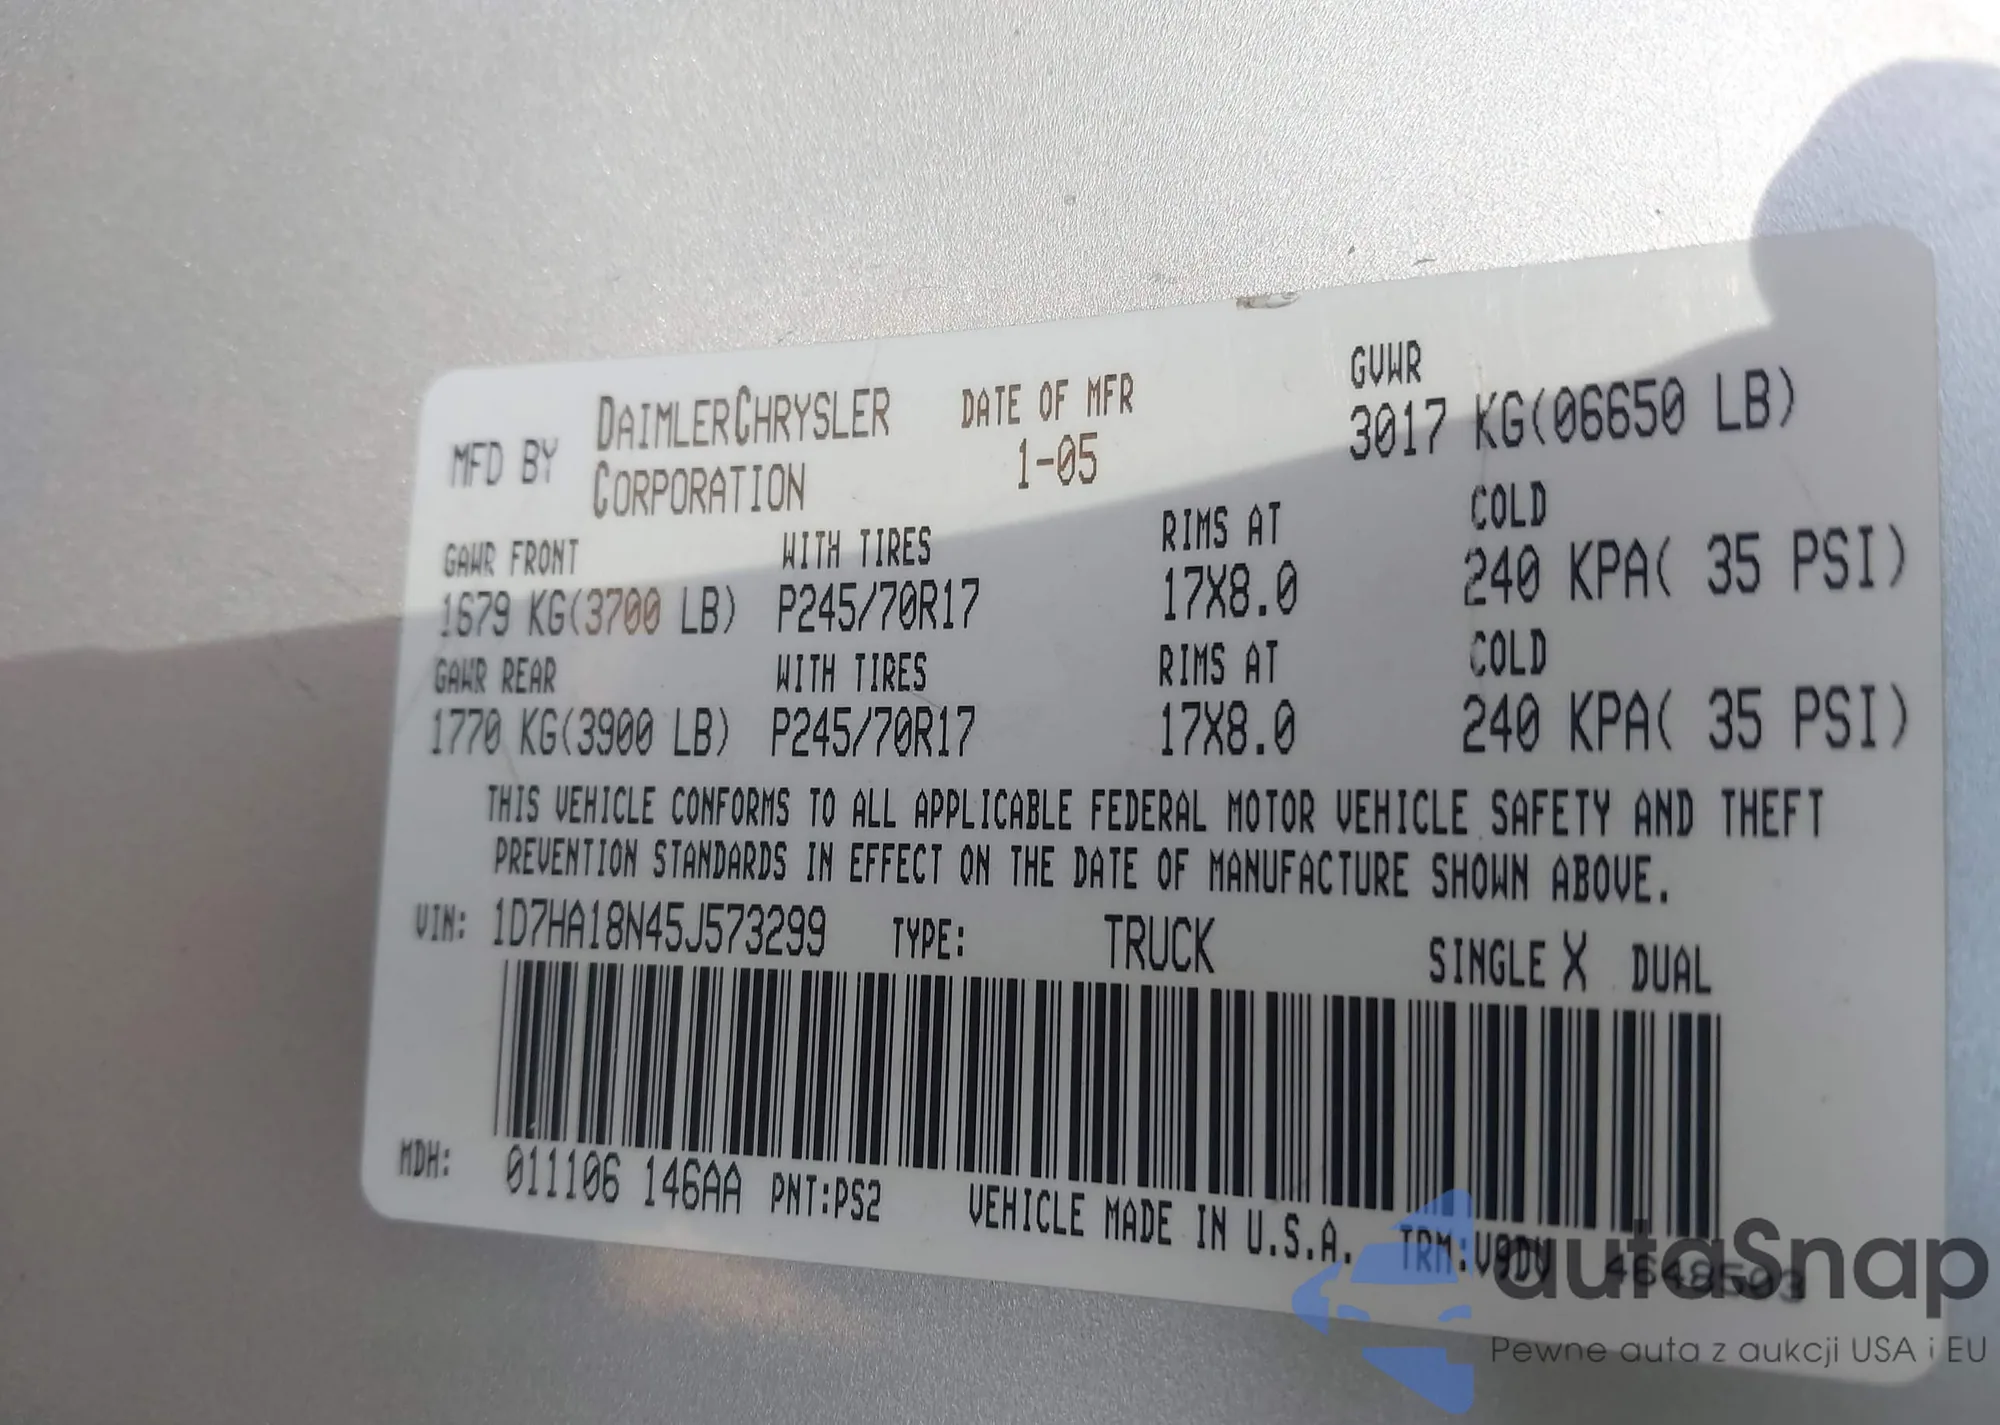 MFD BY DAIMLERCHRYSLER CORPORATION DATE OF MFR 1-05 GVWR 3017 KG(06650 LB)
GAWR FRONT WITH TIRES RIMS AT COLD
1679 KG(3700 LB) P245/70R17 17X8.0 240 KPA( 35 PSI)
GAWR REAR WITH TIRES RIMS AT COLD
1770 KG(3900 LB) P245/70R17 17X8.0 240 KPA( 35 PSI)
THIS VEHICLE CONFORMS TO ALL APPLICABLE FEDERAL MOTOR VEHICLE SAFETY AND THEFT
PREVENTION STANDARDS IN EFFECT ON THE DATE OF MANUFACTURE SHOWN ABOVE.
VIN: 1D7HA18N45J573299 TYPE: TRUCK SINGLE X DUAL
MDH: 011106 146AA PNT:PS2 VEHICLE MADE IN U.S.A. TRM:V9DV 4648503
autaSnap
Pewne auta z aukcji USA i EU